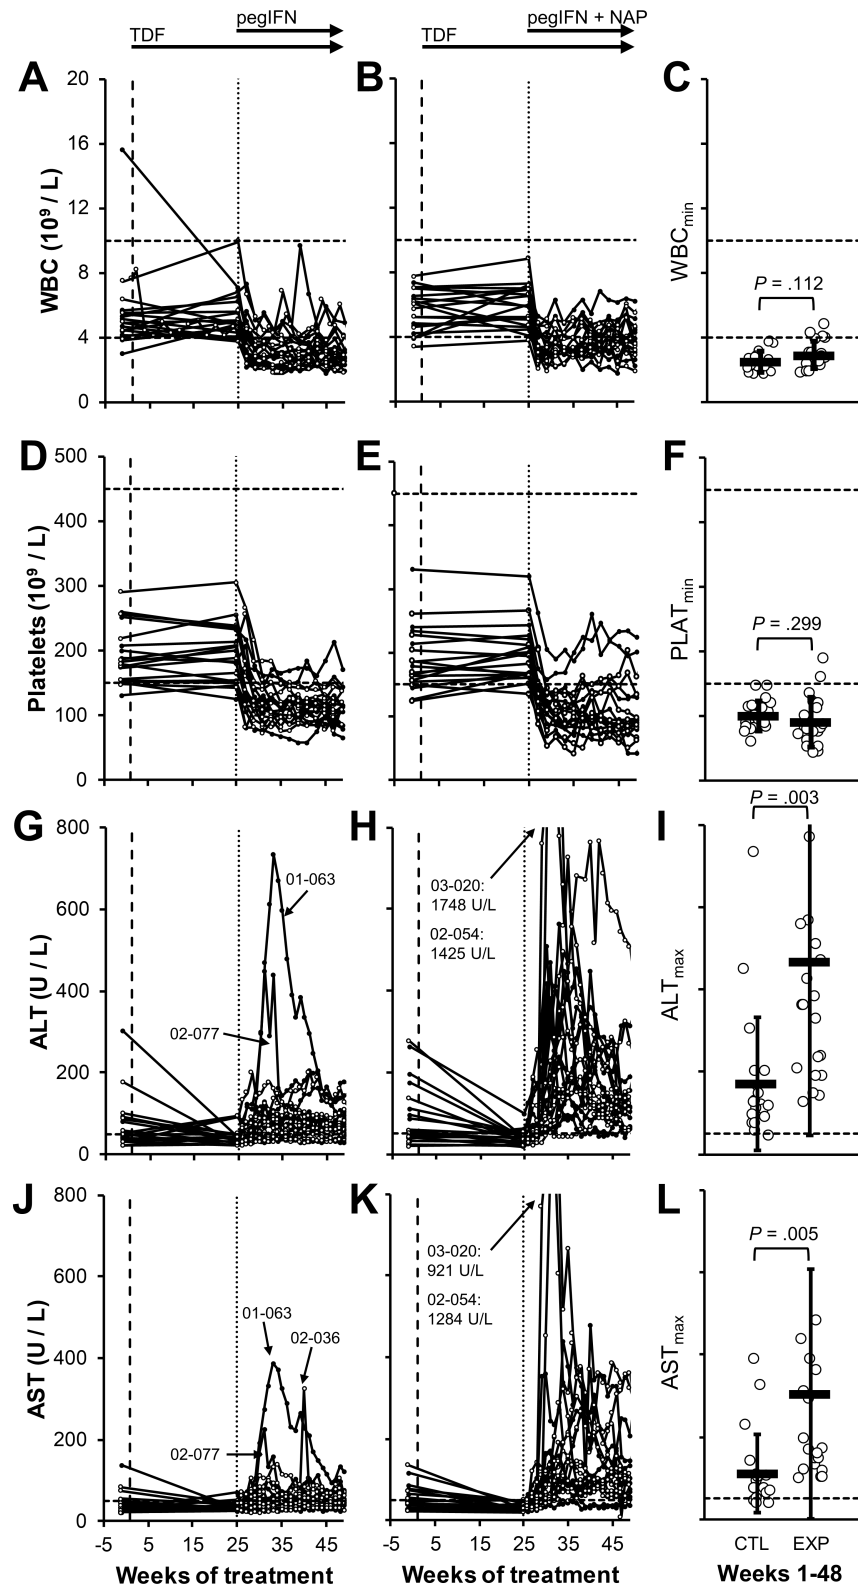 pegIFN
pegIFN + NAP
TDF
TDF
A
B
C
20
16
12
8
4
0
WBC (10⁹ / L)
WBCmin
P = .112
D
E
F
500
400
300
200
100
0
Platelets (10⁹ / L)
PLATmin
P = .299
G
H
I
800
600
400
200
0
ALT (U / L)
01-063
02-077
03-020:
1748 U/L
02-054:
1425 U/L
ALTmax
P = .003
J
K
L
800
600
400
200
0
AST (U / L)
01-063
02-036
02-077
03-020:
921 U/L
02-054:
1284 U/L
ASTmax
P = .005
-5 5 15 25 35 45
-5 5 15 25 35 45
CTL EXP
Weeks of treatment
Weeks of treatment
Weeks 1-48